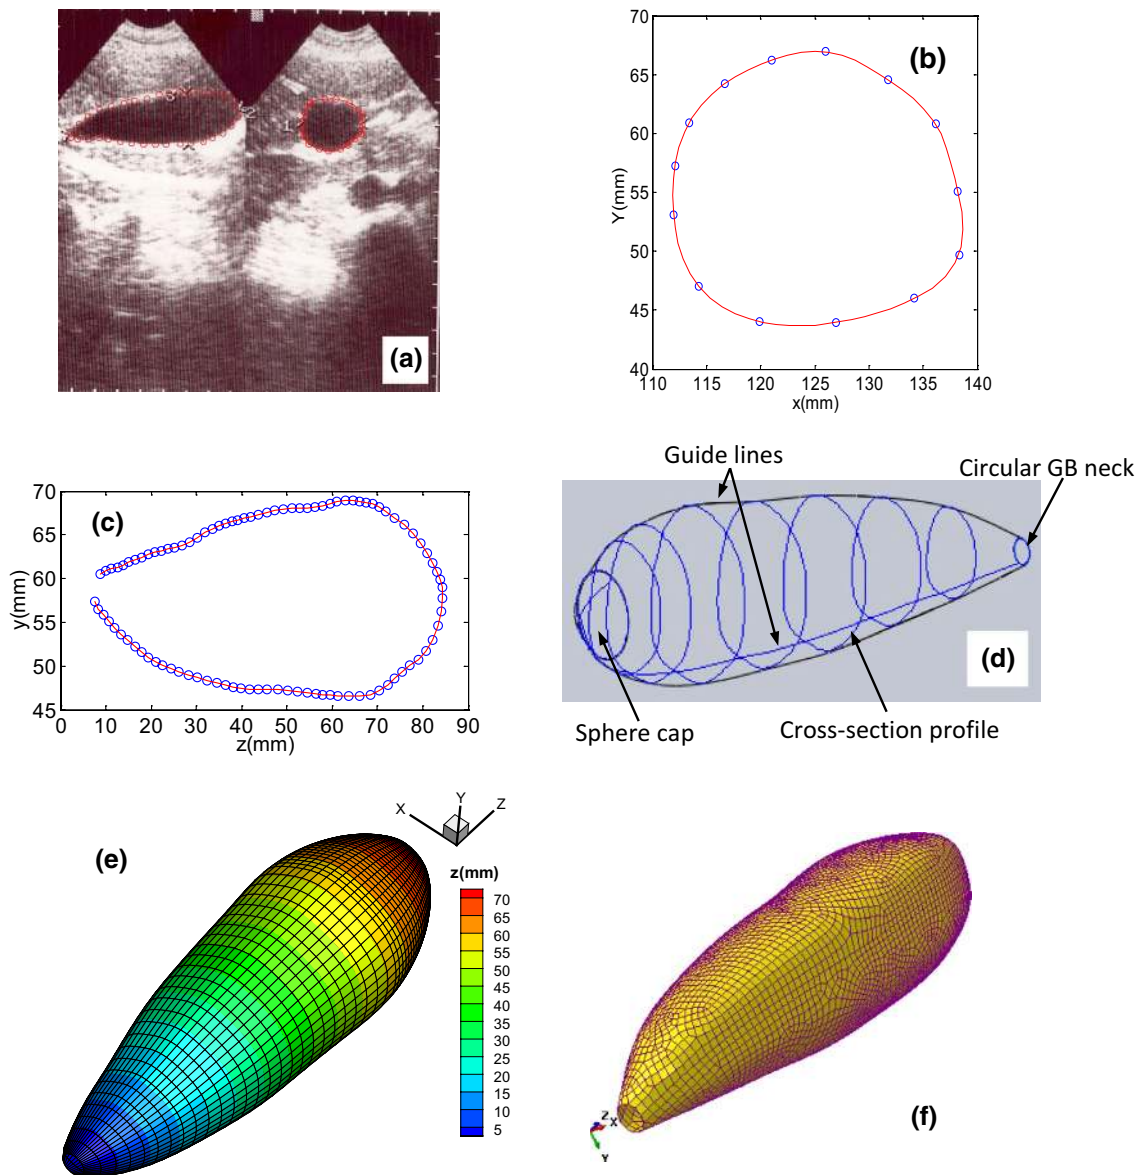 3
2
1
(a)
70
65
60
55
50
45
40
Y(mm)
(b)
110 115 120 125 130 135 140
x(mm)
70
65
60
55
50
45
y(mm)
(c)
0 10 20 30 40 50 60 70 80 90
z(mm)
Guide lines
Circular GB neck
(d)
Sphere cap
Cross-section profile
(e)
X Y Z
z(mm)
70
65
60
55
50
45
40
35
30
25
20
15
10
5
Z
X
Y
(f)